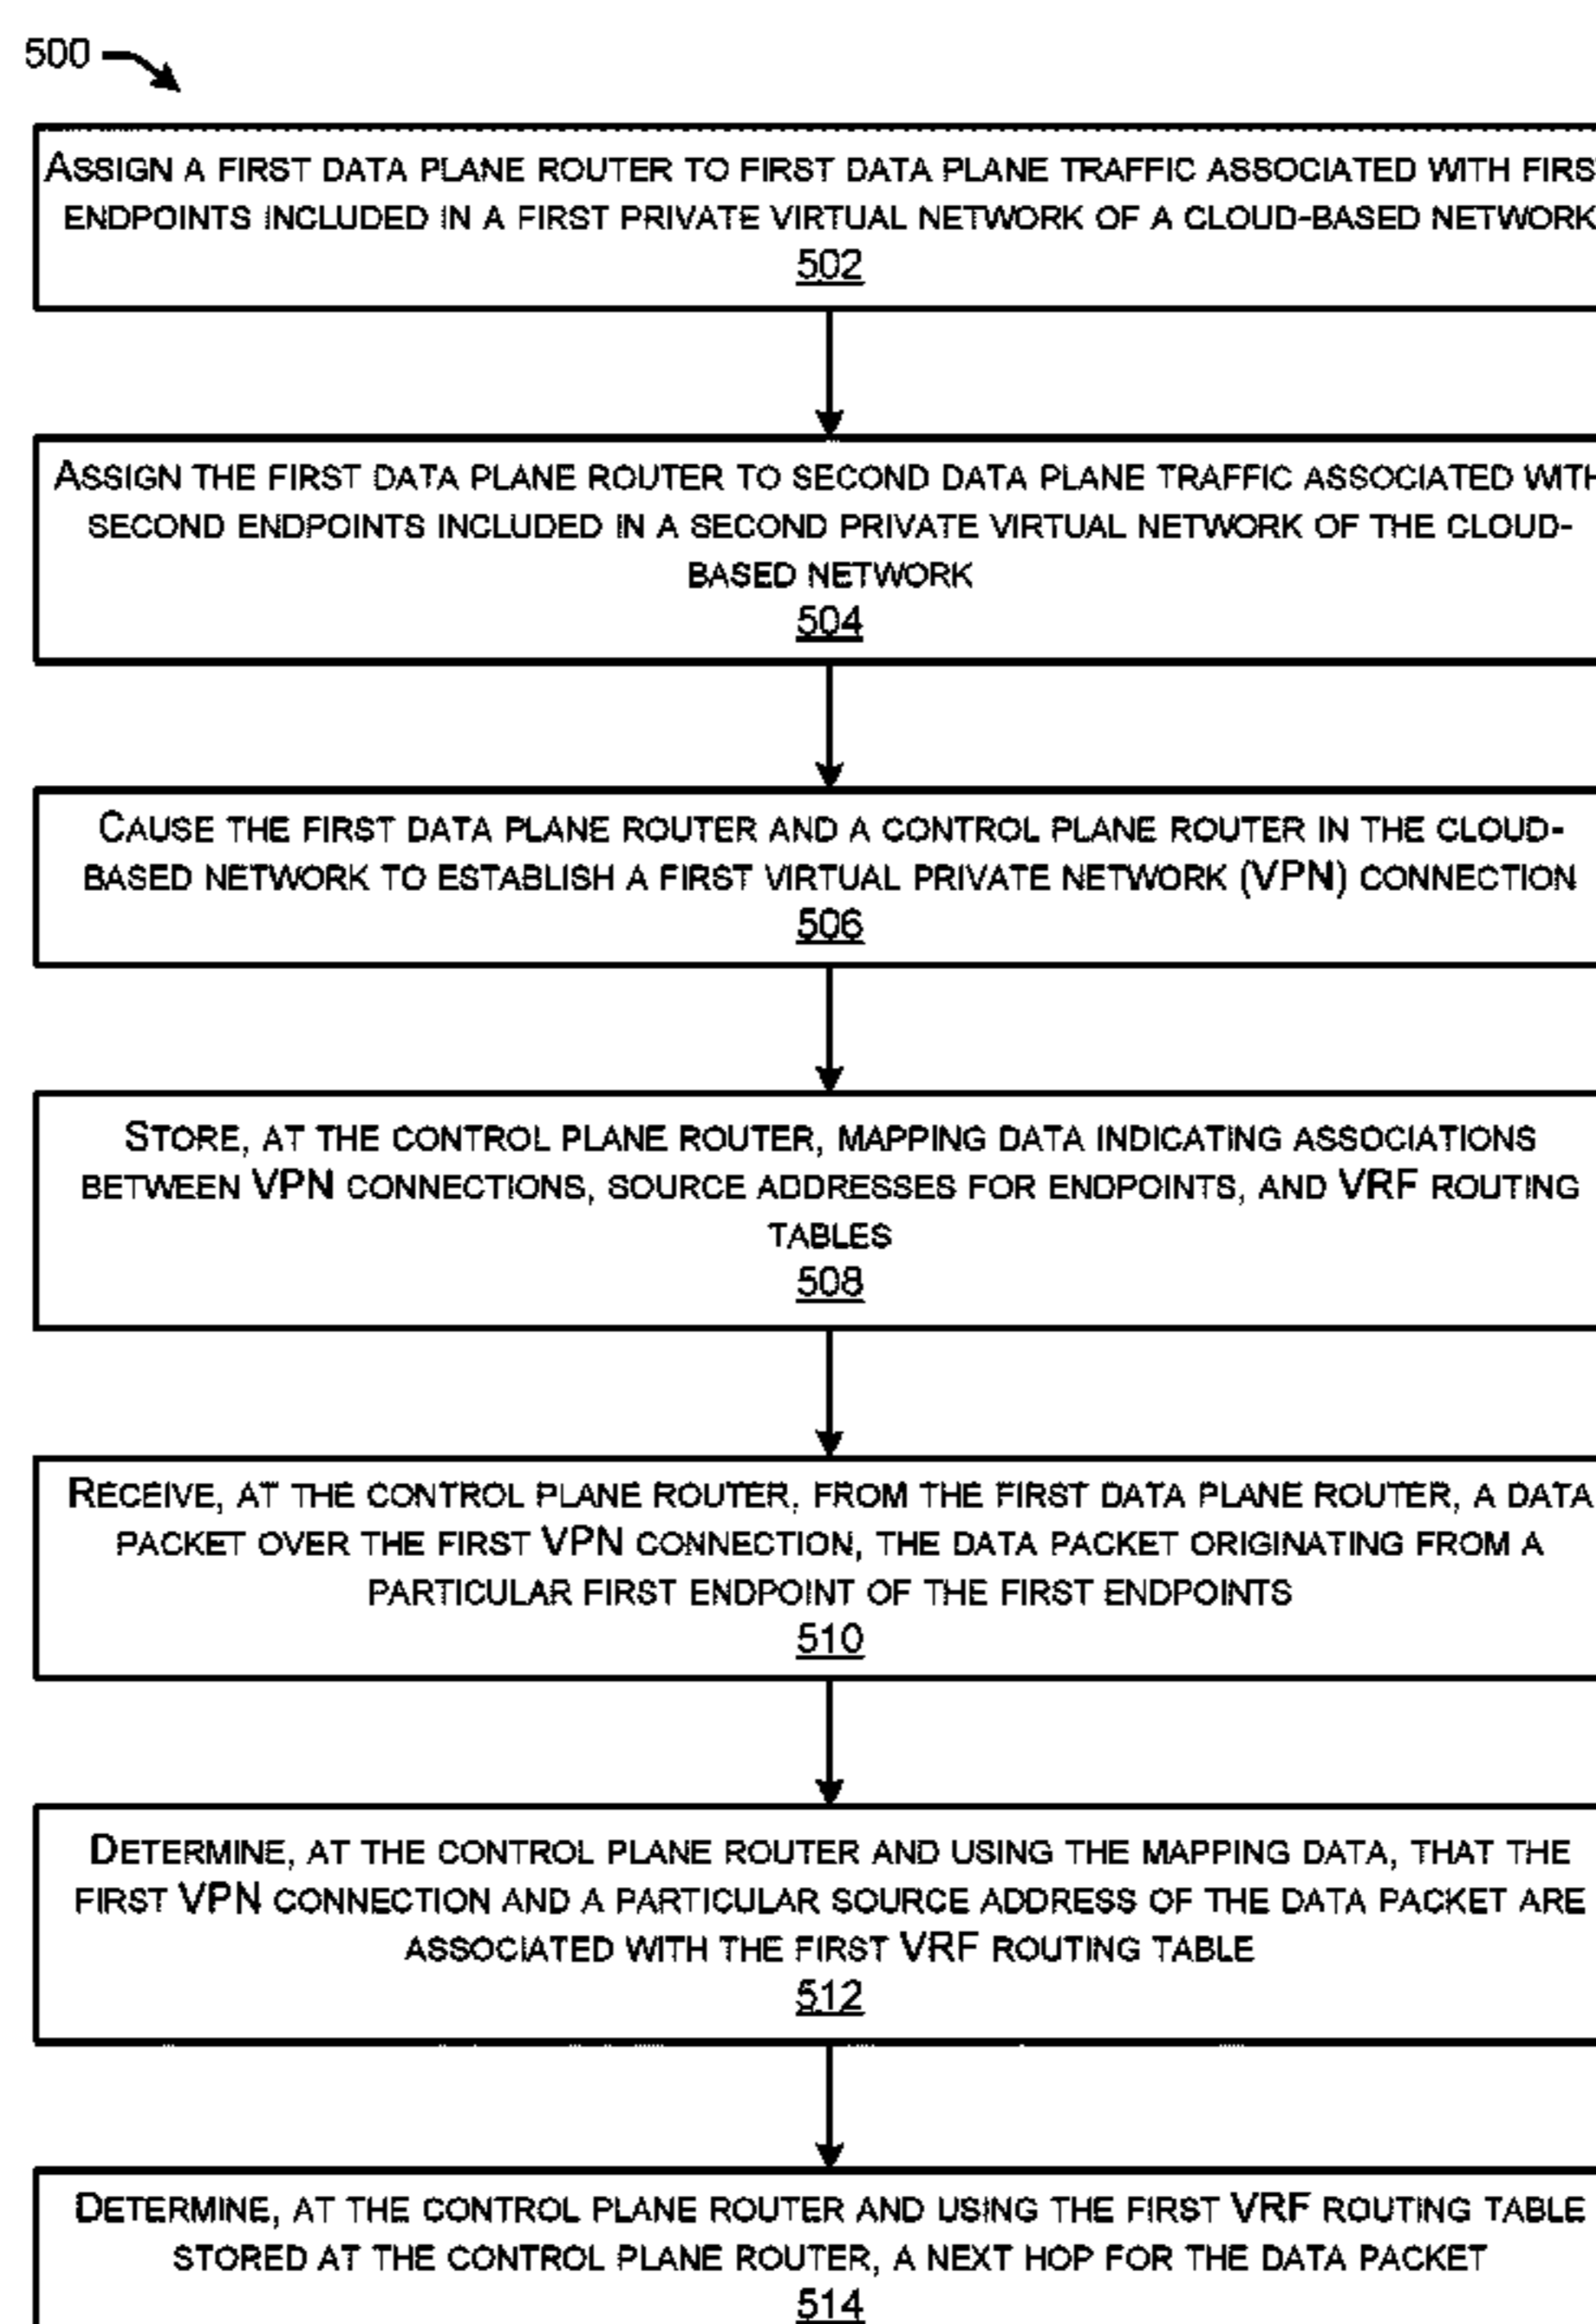 500
ASSIGN A FIRST DATA PLANE ROUTER TO FIRST DATA PLANE TRAFFIC ASSOCIATED WITH FIRS
ENDPOINTS INCLUDED IN A FIRST PRIVATE VIRTUAL NETWORK OF A CLOUD-BASED NETWORK
502
ASSIGN THE FIRST DATA PLANE ROUTER TO SECOND DATA PLANE TRAFFIC ASSOCIATED WITH
SECOND ENDPOINTS INCLUDED IN A SECOND PRIVATE VIRTUAL NETWORK OF THE CLOUD-
BASED NETWORK
504
CAUSE THE FIRST DATA PLANE ROUTER AND A CONTROL PLANE ROUTER IN THE CLOUD-
BASED NETWORK TO ESTABLISH A FIRST VIRTUAL PRIVATE NETWORK (VPN) CONNECTION
506
STORE, AT THE CONTROL PLANE ROUTER, MAPPING DATA INDICATING ASSOCIATIONS
BETWEEN VPN CONNECTIONS, SOURCE ADDRESSES FOR ENDPOINTS, AND VRF ROUTING
TABLES
508
RECEIVE, AT THE CONTROL PLANE ROUTER, FROM THE FIRST DATA PLANE ROUTER, A DATA
PACKET OVER THE FIRST VPN CONNECTION, THE DATA PACKET ORIGINATING FROM A
PARTICULAR FIRST ENDPOINT OF THE FIRST ENDPOINTS
510
DETERMINE, AT THE CONTROL PLANE ROUTER AND USING THE MAPPING DATA, THAT THE
FIRST VPN CONNECTION AND A PARTICULAR SOURCE ADDRESS OF THE DATA PACKET ARE
ASSOCIATED WITH THE FIRST VRF ROUTING TABLE
512
DETERMINE, AT THE CONTROL PLANE ROUTER AND USING THE FIRST VRF ROUTING TABLE
STORED AT THE CONTROL PLANE ROUTER, A NEXT HOP FOR THE DATA PACKET
514